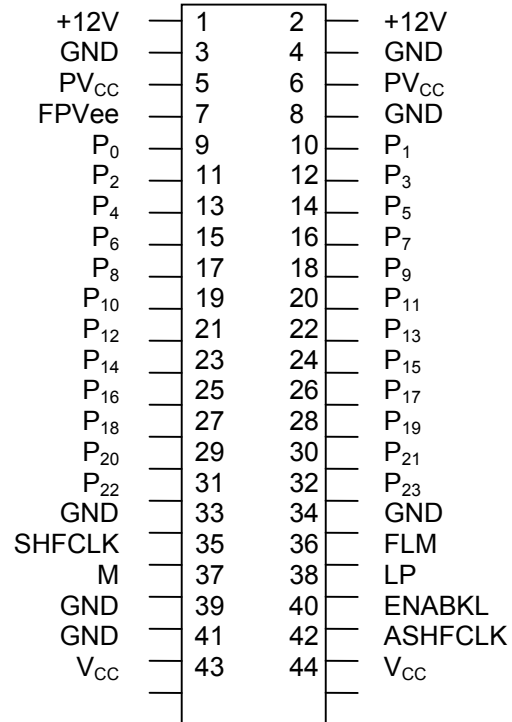 +12V 1 2 +12V
GND 3 4 GND
PV_CC 5 6 PV_CC
FPVee 7 8 GND
P₀ 9 10 P₁
P₂ 11 12 P₃
P₄ 13 14 P₅
P₆ 15 16 P₇
P₈ 17 18 P₉
P₁₀ 19 20 P₁₁
P₁₂ 21 22 P₁₃
P₁₄ 23 24 P₁₅
P₁₆ 25 26 P₁₇
P₁₈ 27 28 P₁₉
P₂₀ 29 30 P₂₁
P₂₂ 31 32 P₂₃
GND 33 34 GND
SHFCLK 35 36 FLM
M 37 38 LP
GND 39 40 ENABKL
GND 41 42 ASHFCLK
V_CC 43 44 V_CC